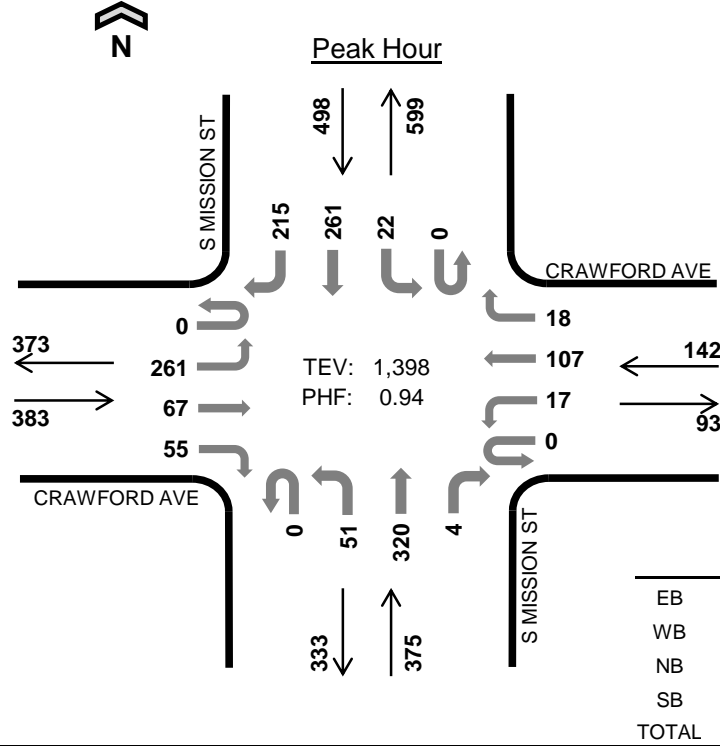 N
Peak Hour
S MISSION ST
498
599
215
261
22
0
CRAWFORD AVE
0
261
67
55
373
383
TEV: 1,398
PHF: 0.94
18
107
17
0
142
93
CRAWFORD AVE
0
51
320
4
S MISSION ST
333
375
EB
WB
NB
SB
TOTAL